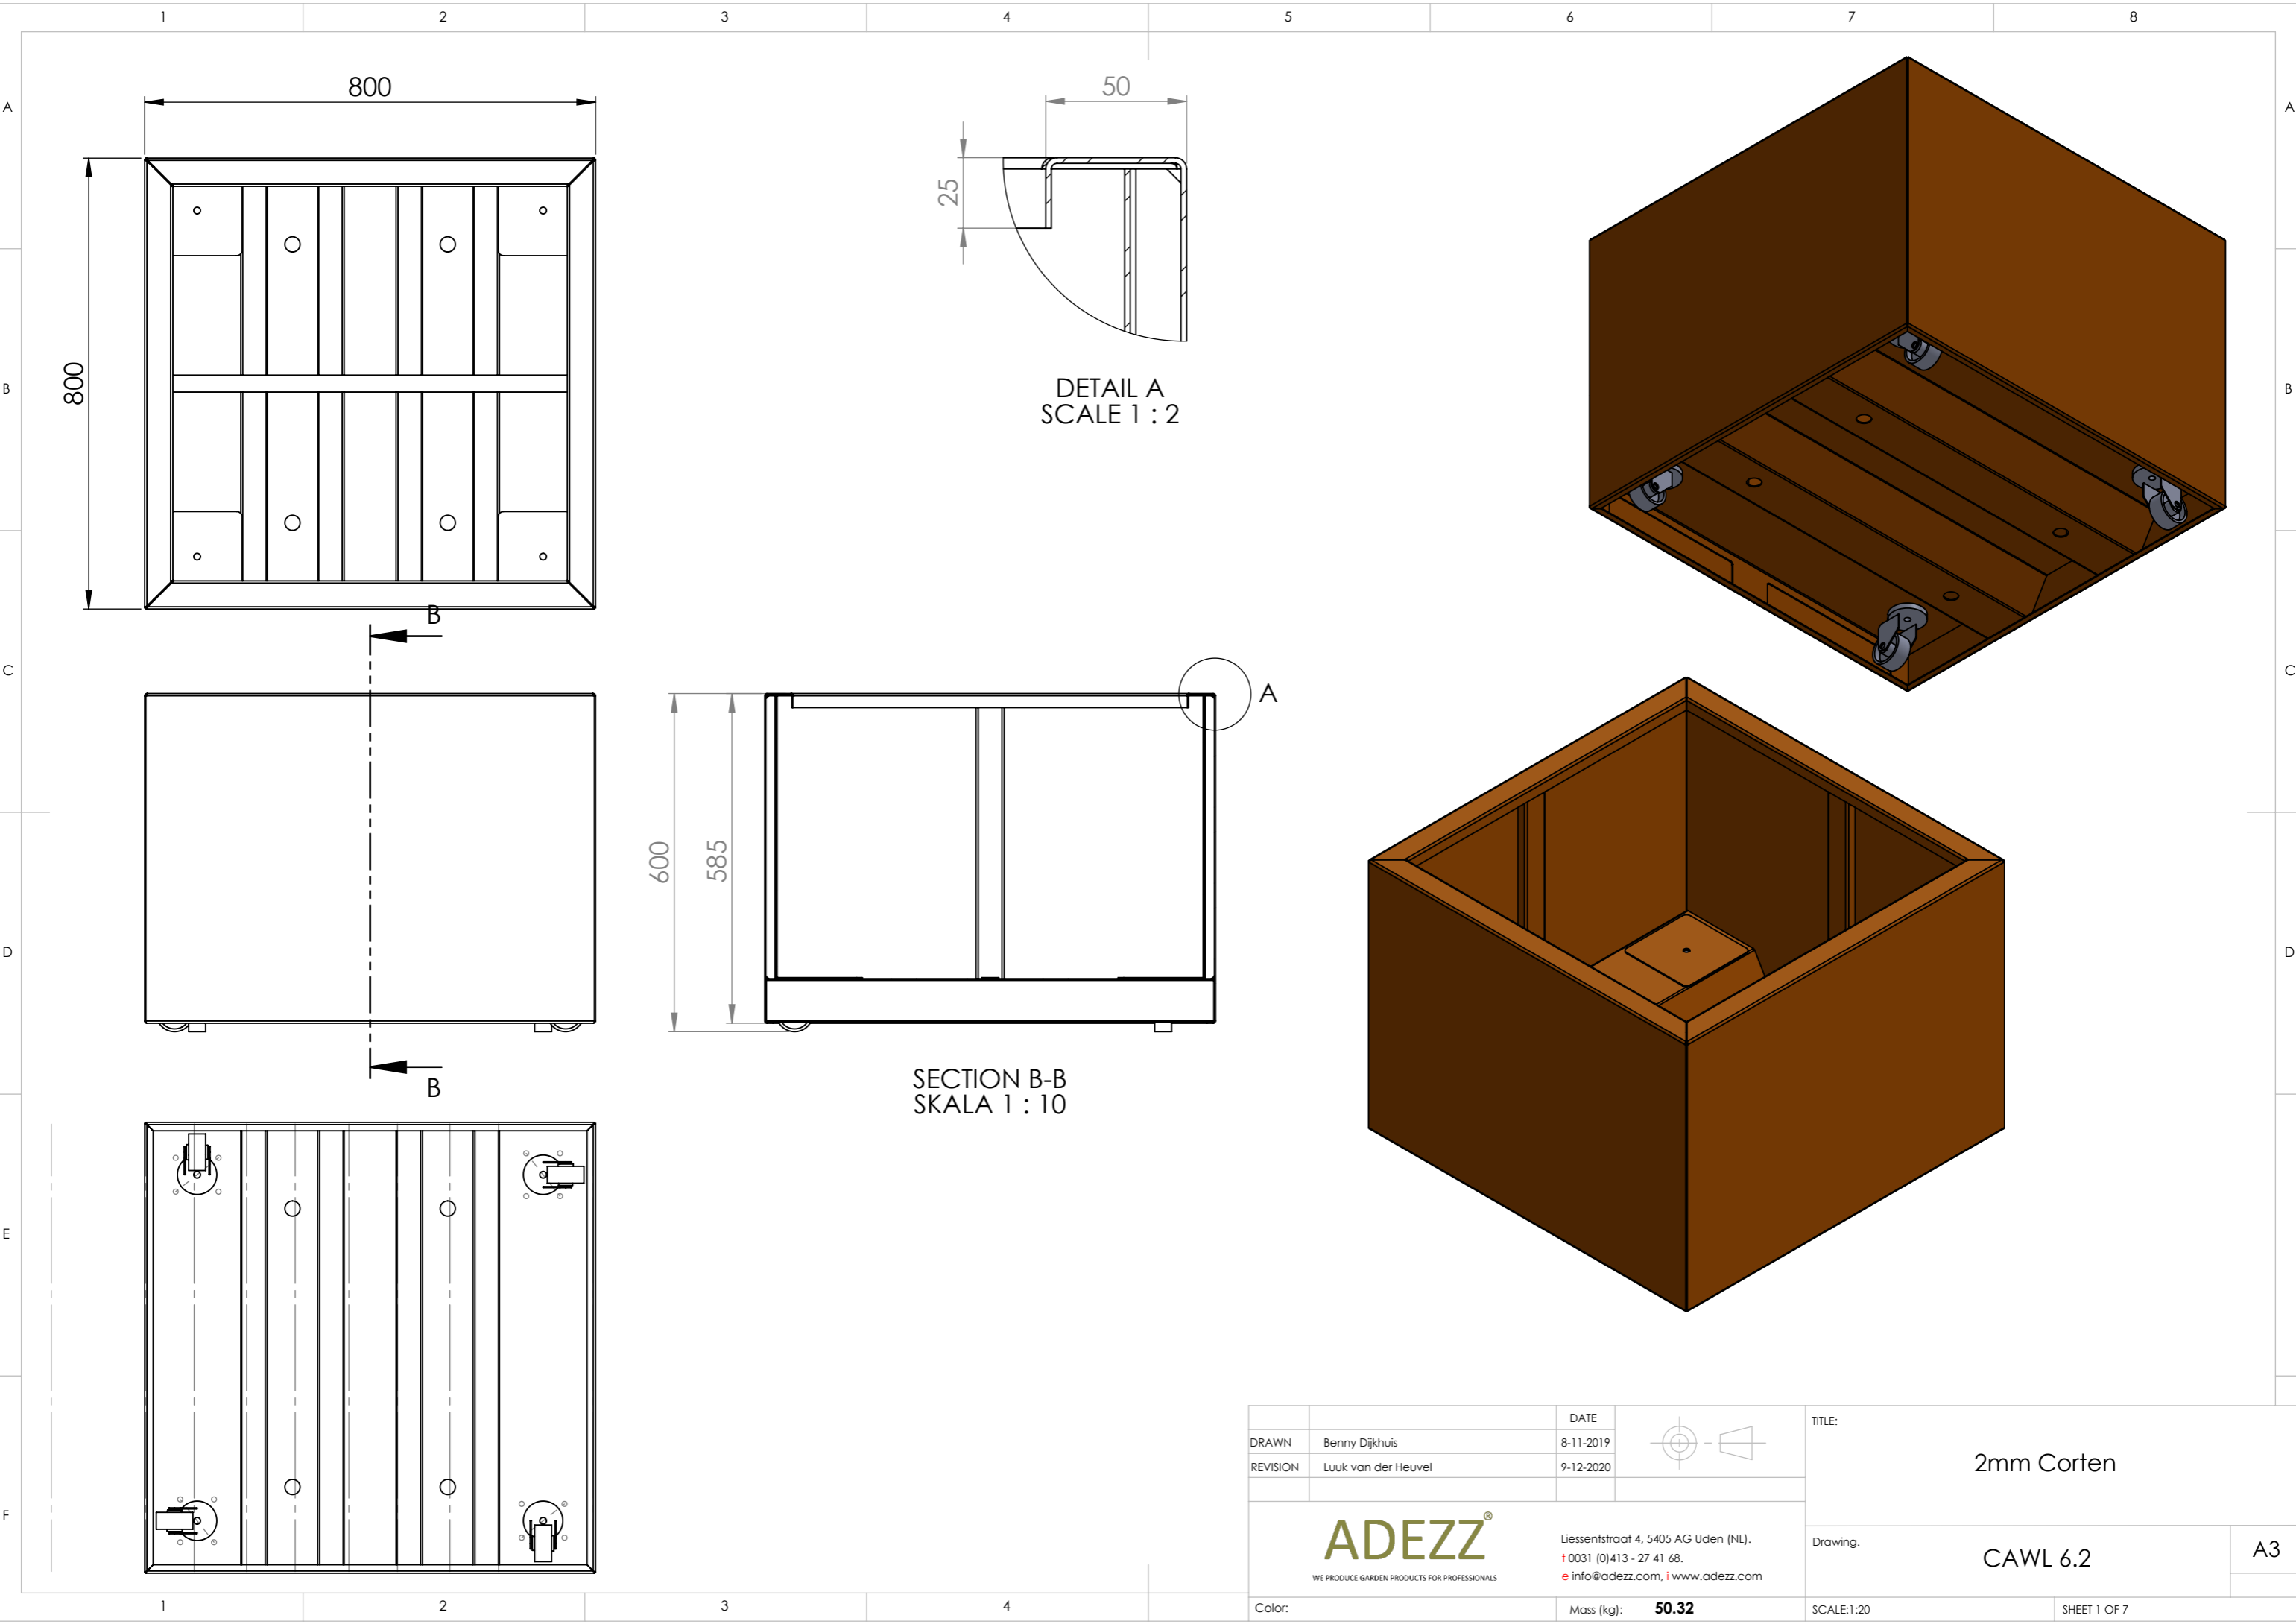 1 2 3 4 5 6 7 8
A A
800
50
25
800
DETAIL A
SCALE 1 : 2
B B
B
C C
A
600
585
D D
B
SECTION B-B
SKALA 1 : 10
E
F
DATE
DRAWN Benny Dijkhuis 8-11-2019
REVISION Luuk van der Heuvel 9-12-2020
TITLE:
2mm Corten
ADEZZ®
WE PRODUCE GARDEN PRODUCTS FOR PROFESSIONALS
Liessentstraat 4, 5405 AG Uden (NL).
t 0031 (0)413 - 27 41 68.
e info@adezz.com, i www.adezz.com
Drawing.
CAWL 6.2
A3
Color:
Mass (kg): 50.32
SCALE:1:20
SHEET 1 OF 7
1 2 3 4